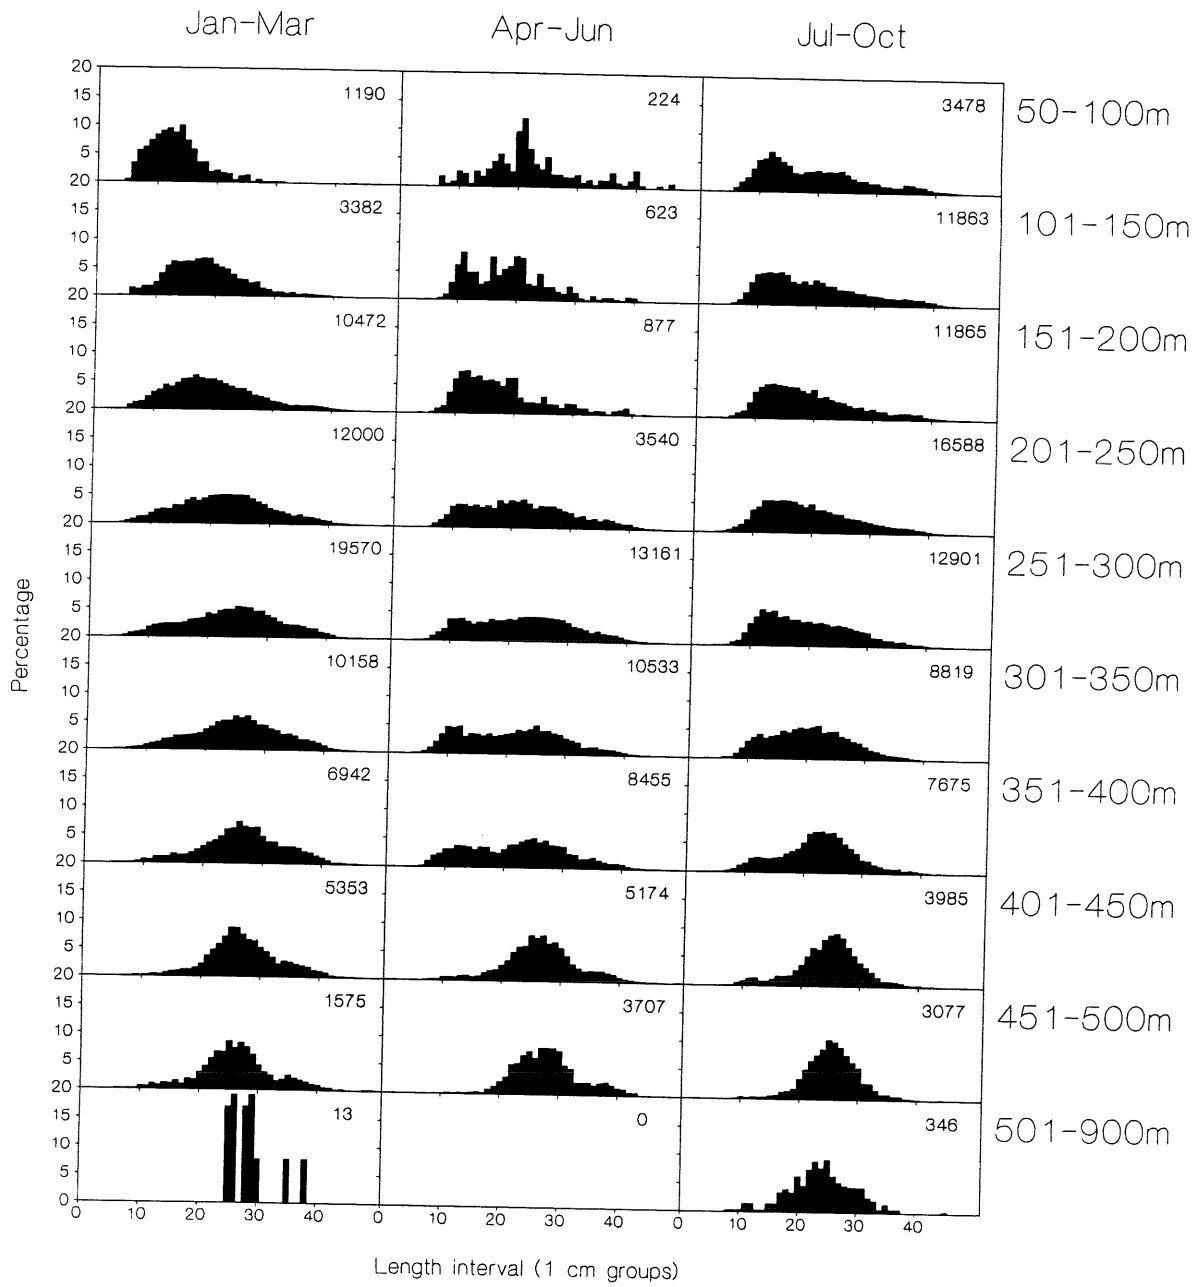 Jan-Mar Apr-Jun Jul-Oct
20
15 1190 224 3478 50-100m
10
5
20
15 3382 623 11863 101-150m
10
5
20
15 10472 877 11865 151-200m
10
5
20
15 12000 3540 16588 201-250m
10
5
20
15 19570 13161 12901 251-300m
10
5
20
15 10158 10533 8819 301-350m
10
5
20
15 6942 8455 7675 351-400m
10
5
20
15 5353 5174 3985 401-450m
10
5
20
15 1575 3707 3077 451-500m
10
5
20
15 13 0 346 501-900m
10
5
0
0 10 20 30 40 0 10 20 30 40 0 10 20 30 40
Percentage
Length interval (1 cm groups)